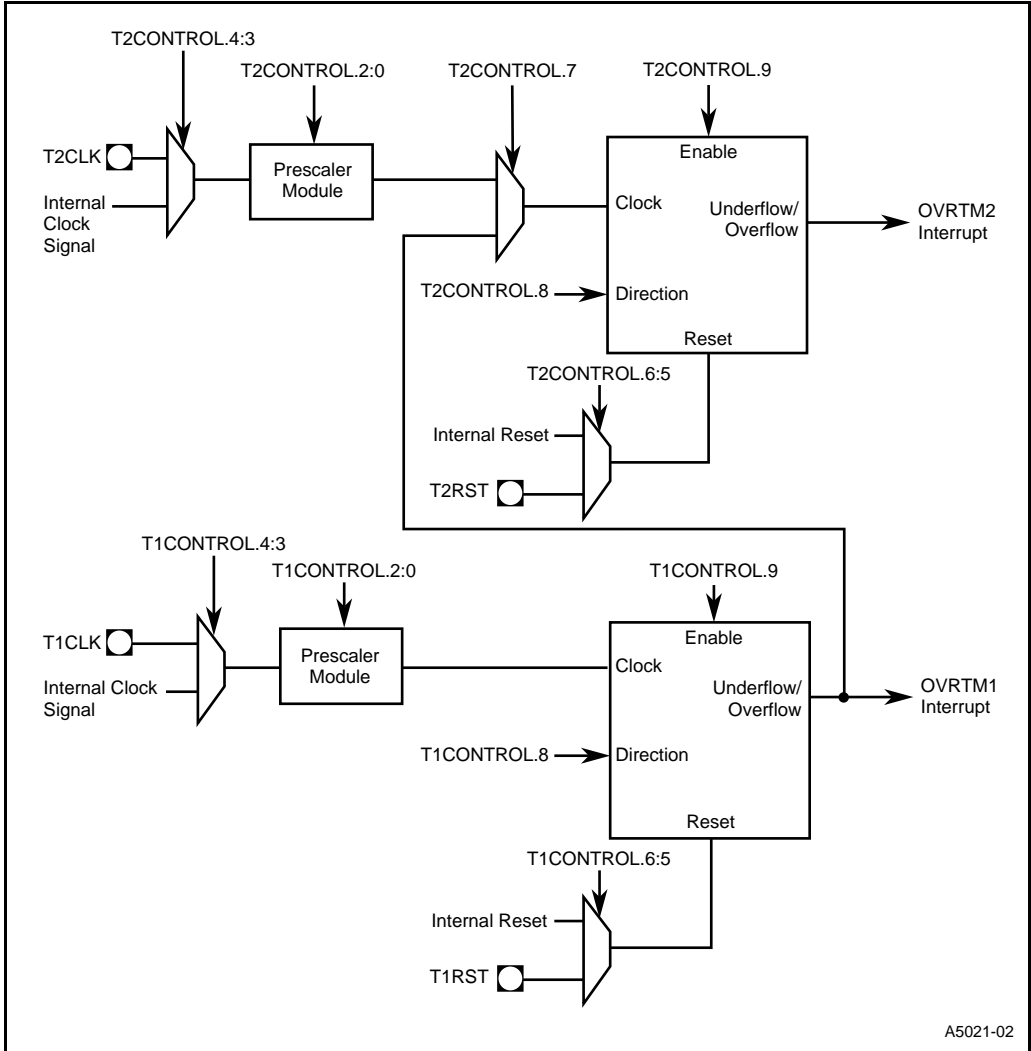 T2CONTROL.4:3
T2CONTROL.2:0
T2CONTROL.7
T2CONTROL.9
T2CLK
Internal
Clock
Signal
Prescaler
Module
Enable
Clock
Underflow/
Overflow
OVRTM2
Interrupt
T2CONTROL.8
Direction
Reset
T2CONTROL.6:5
Internal Reset
T2RST
T1CONTROL.4:3
T1CONTROL.2:0
T1CONTROL.9
T1CLK
Internal Clock
Signal
Prescaler
Module
Enable
Clock
Underflow/
Overflow
OVRTM1
Interrupt
T1CONTROL.8
Direction
Reset
T1CONTROL.6:5
Internal Reset
T1RST
A5021-02